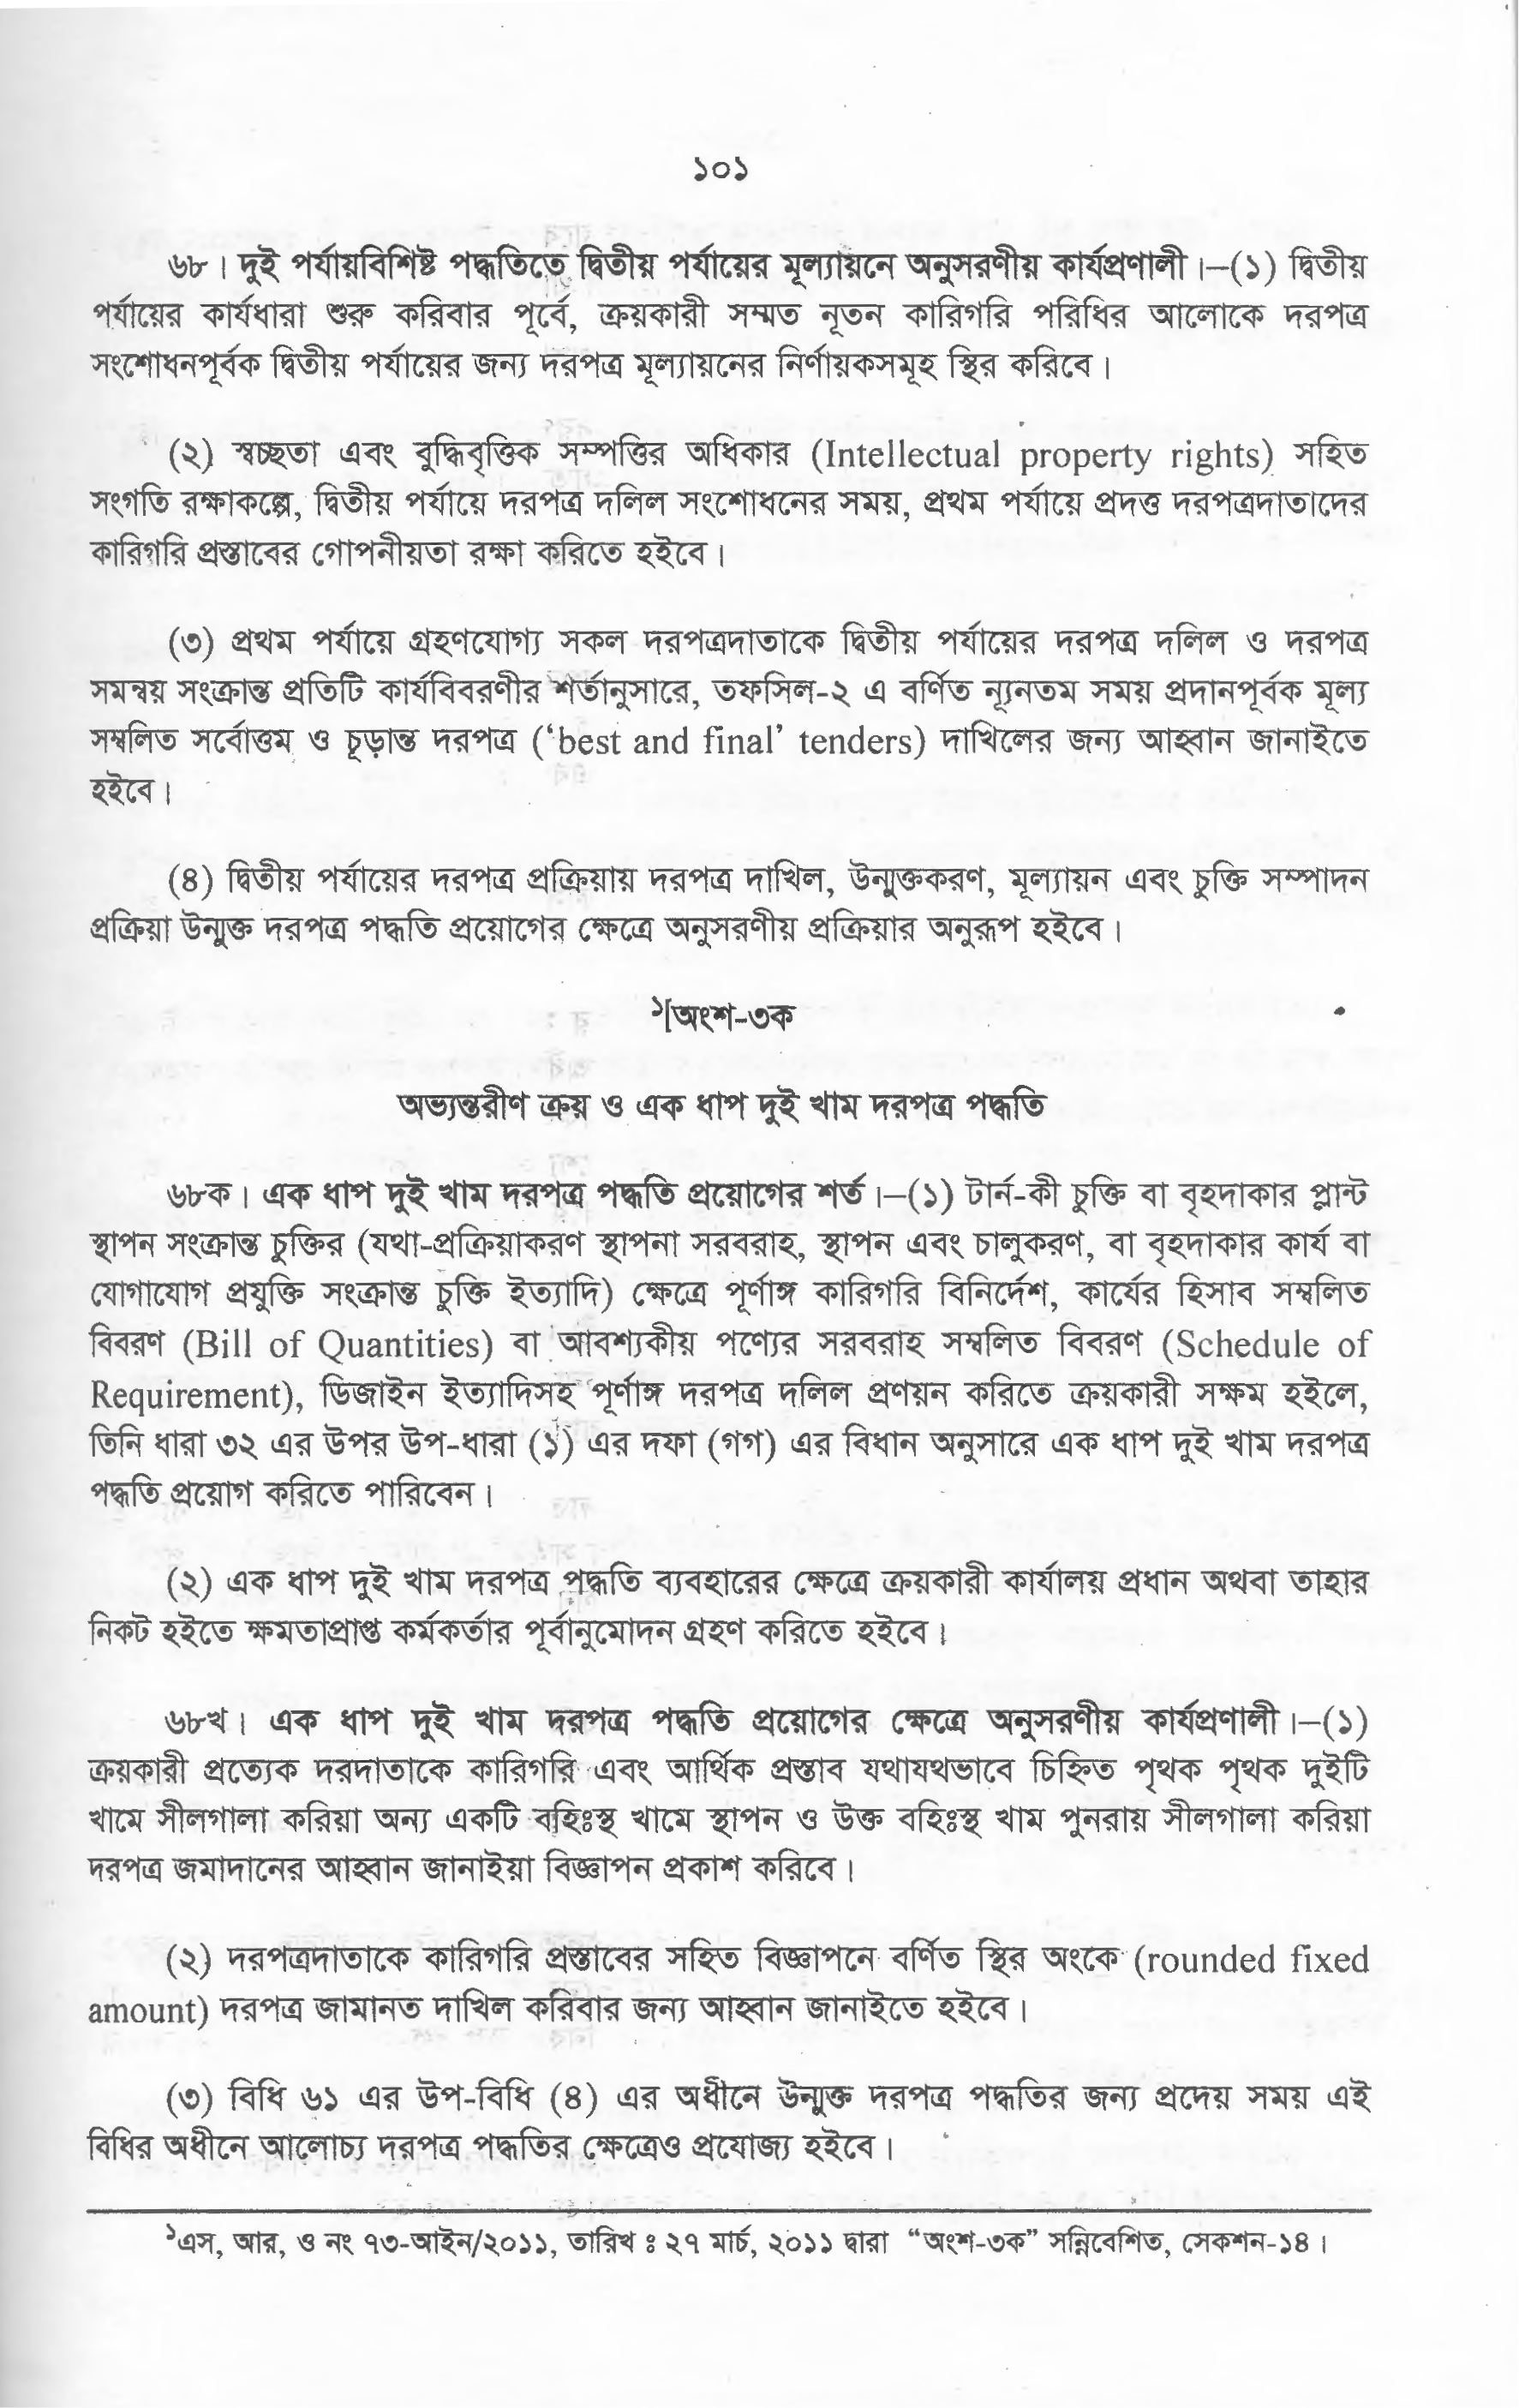 ১০১
৬৮। দুই পর্যায়বিশিষ্ট পদ্ধতিতে দ্বিতীয় পর্যায়ের মূল্যায়নে অনুসরণীয় কার্যপ্রণালী।–(১) দ্বিতীয়
পর্যায়ের কার্যধারা শুরু করিবার পূর্বে, ক্রয়কারী সম্মত নূতন কারিগরি পরিধির আলোকে দরপত্র
সংশোধনপূর্বক দ্বিতীয় পর্যায়ের জন্য দরপত্র মূল্যায়নের নির্ণায়কসমূহ স্থির করিবে।
(২) স্বচ্ছতা এবং বুদ্ধিবৃত্তিক সম্পত্তির অধিকার (Intellectual property rights) সহিত
সংগতি রক্ষাকল্পে, দ্বিতীয় পর্যায়ে দরপত্র দলিল সংশোধনের সময়, প্রথম পর্যায়ে প্রদত্ত দরপত্রদাতাদের
কারিগরি প্রস্তাবের গোপনীয়তা রক্ষা করিতে হইবে।
(৩) প্রথম পর্যায়ে গ্রহণযোগ্য সকল দরপত্রদাতাকে দ্বিতীয় পর্যায়ের দরপত্র দলিল ও দরপত্র
সমন্বয় সংক্রান্ত প্রতিটি কার্যবিবরণীর শর্তানুসারে, তফসিল-২ এ বর্ণিত ন্যূনতম সময় প্রদানপূর্বক মূল্য
সম্বলিত সর্বোত্তম ও চূড়ান্ত দরপত্র (‘best and final’ tenders) দাখিলের জন্য আহ্বান জানাইতে
হইবে।
(৪) দ্বিতীয় পর্যায়ের দরপত্র প্রক্রিয়ায় দরপত্র দাখিল, উন্মুক্তকরণ, মূল্যায়ন এবং চুক্তি সম্পাদন
প্রক্রিয়া উন্মুক্ত দরপত্র পদ্ধতি প্রয়োগের ক্ষেত্রে অনুসরণীয় প্রক্রিয়ার অনুরূপ হইবে।
১[অংশ-৩ক
অভ্যন্তরীণ ক্রয় ও এক ধাপ দুই খাম দরপত্র পদ্ধতি
৬৮ক। এক ধাপ দুই খাম দরপত্র পদ্ধতি প্রয়োগের শর্ত।–(১) টার্ন-কী চুক্তি বা বৃহদাকার প্লান্ট
স্থাপন সংক্রান্ত চুক্তির (যথা-প্রক্রিয়াকরণ স্থাপনা সরবরাহ, স্থাপন এবং চালুকরণ, বা বৃহদাকার কার্য বা
যোগাযোগ প্রযুক্তি সংক্রান্ত চুক্তি ইত্যাদি) ক্ষেত্রে পূর্ণাঙ্গ কারিগরি বিনির্দেশ, কার্যের হিসাব সম্বলিত
বিবরণ (Bill of Quantities) বা আবশ্যকীয় পণ্যের সরবরাহ সম্বলিত বিবরণ (Schedule of
Requirement), ডিজাইন ইত্যাদিসহ পূর্ণাঙ্গ দরপত্র দলিল প্রণয়ন করিতে ক্রয়কারী সক্ষম হইলে,
তিনি ধারা ৩২ এর উপর উপ-ধারা (১) এর দফা (গগ) এর বিধান অনুসারে এক ধাপ দুই খাম দরপত্র
পদ্ধতি প্রয়োগ করিতে পারিবেন।
(২) এক ধাপ দুই খাম দরপত্র পদ্ধতি ব্যবহারের ক্ষেত্রে ক্রয়কারী কার্যালয় প্রধান অথবা তাহার
নিকট হইতে ক্ষমতাপ্রাপ্ত কর্মকর্তার পূর্বানুমোদন গ্রহণ করিতে হইবে।
৬৮খ। এক ধাপ দুই খাম দরপত্র পদ্ধতি প্রয়োগের ক্ষেত্রে অনুসরণীয় কার্যপ্রণালী।–(১)
ক্রয়কারী প্রত্যেক দরদাতাকে কারিগরি এবং আর্থিক প্রস্তাব যথাযথভাবে চিহ্নিত পৃথক পৃথক দুইটি
খামে সীলগালা করিয়া অন্য একটি বহিঃস্থ খামে স্থাপন ও উক্ত বহিঃস্থ খাম পুনরায় সীলগালা করিয়া
দরপত্র জমাদানের আহ্বান জানাইয়া বিজ্ঞাপন প্রকাশ করিবে।
(২) দরপত্রদাতাকে কারিগরি প্রস্তাবের সহিত বিজ্ঞাপনে বর্ণিত স্থির অংকে (rounded fixed
amount) দরপত্র জামানত দাখিল করিবার জন্য আহ্বান জানাইতে হইবে।
(৩) বিধি ৬১ এর উপ-বিধি (৪) এর অধীনে উন্মুক্ত দরপত্র পদ্ধতির জন্য প্রদেয় সময় এই
বিধির অধীনে আলোচ্য দরপত্র পদ্ধতির ক্ষেত্রেও প্রযোজ্য হইবে।
১এস, আর, ও নং ৭৩-আইন/২০১১, তারিখ ঃ ২৭ মার্চ, ২০১১ দ্বারা “অংশ-৩ক” সন্নিবেশিত, সেকশন-১৪।